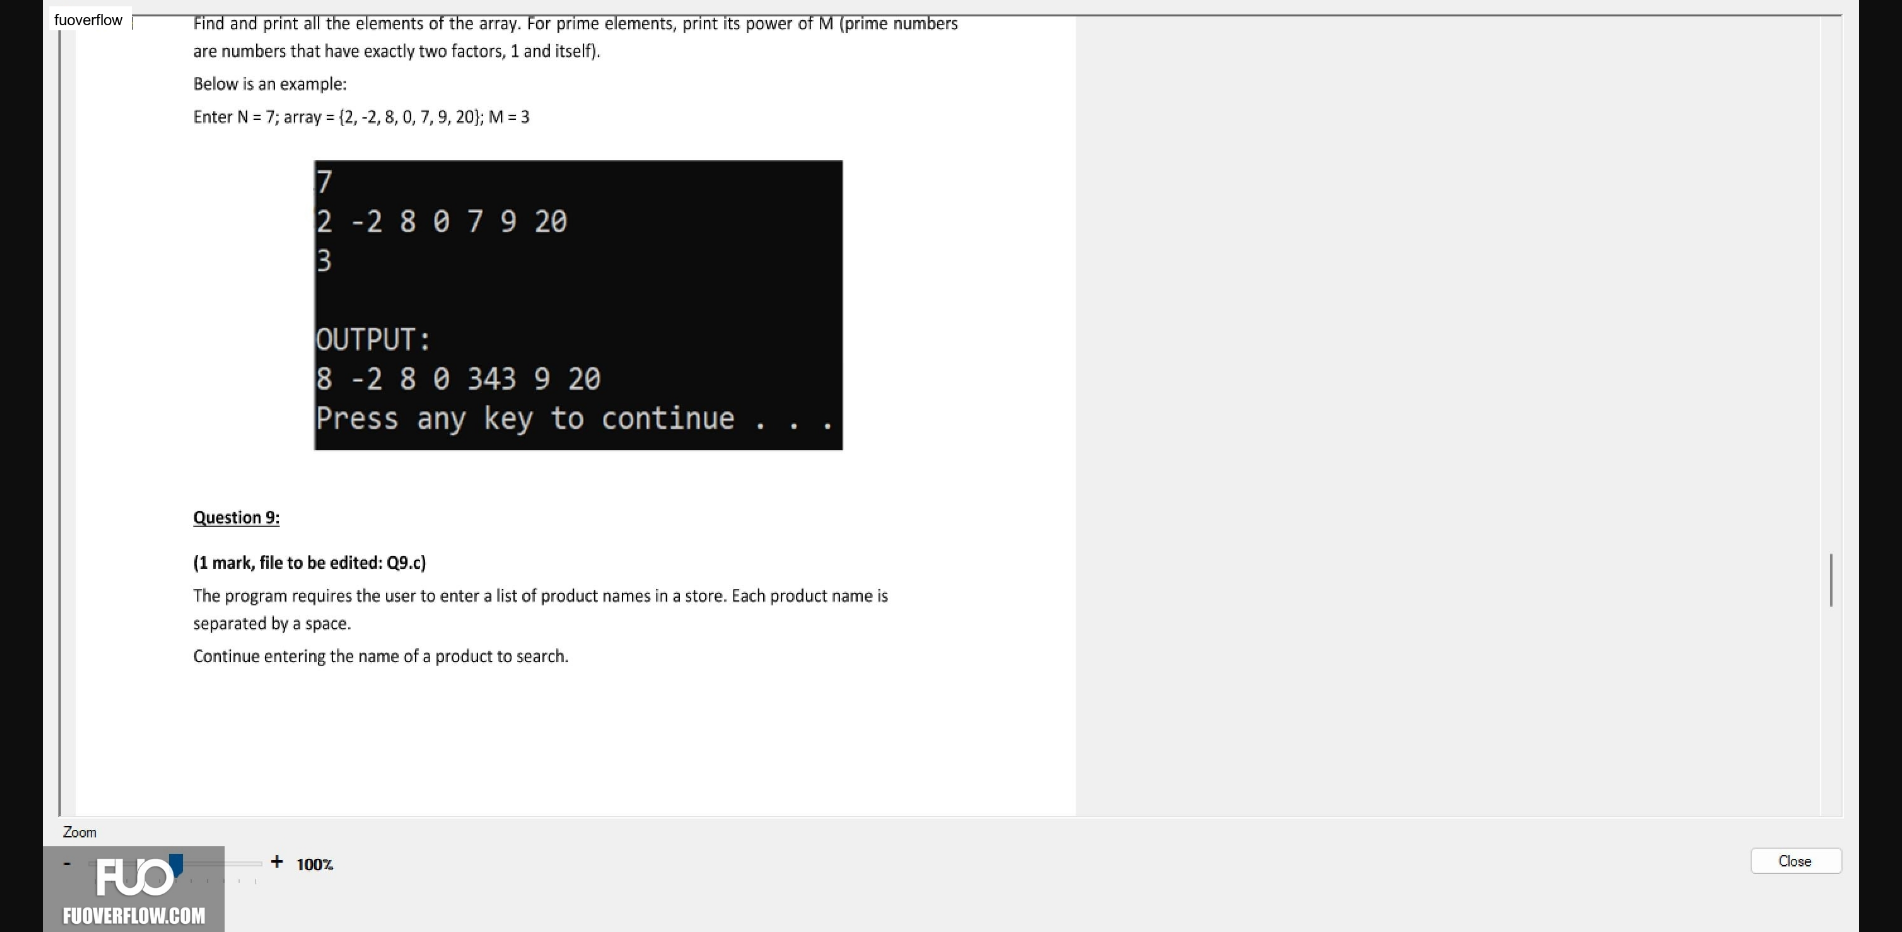 fuoverflow
Find and print all the elements of the array. For prime elements, print its power of M (prime numbers
are numbers that have exactly two factors, 1 and itself).
Below is an example:
Enter N = 7; array = {2, -2, 8, 0, 7, 9, 20}; M = 3
7
2 -2 8 0 7 9 20
3
OUTPUT:
8 -2 8 0 343 9 20
Press any key to continue . . .
Question 9:
(1 mark, file to be edited: Q9.c)
The program requires the user to enter a list of product names in a store. Each product name is
separated by a space.
Continue entering the name of a product to search.
Zoom
- + 100%
Close
FUO
FUOVERFLOW.COM